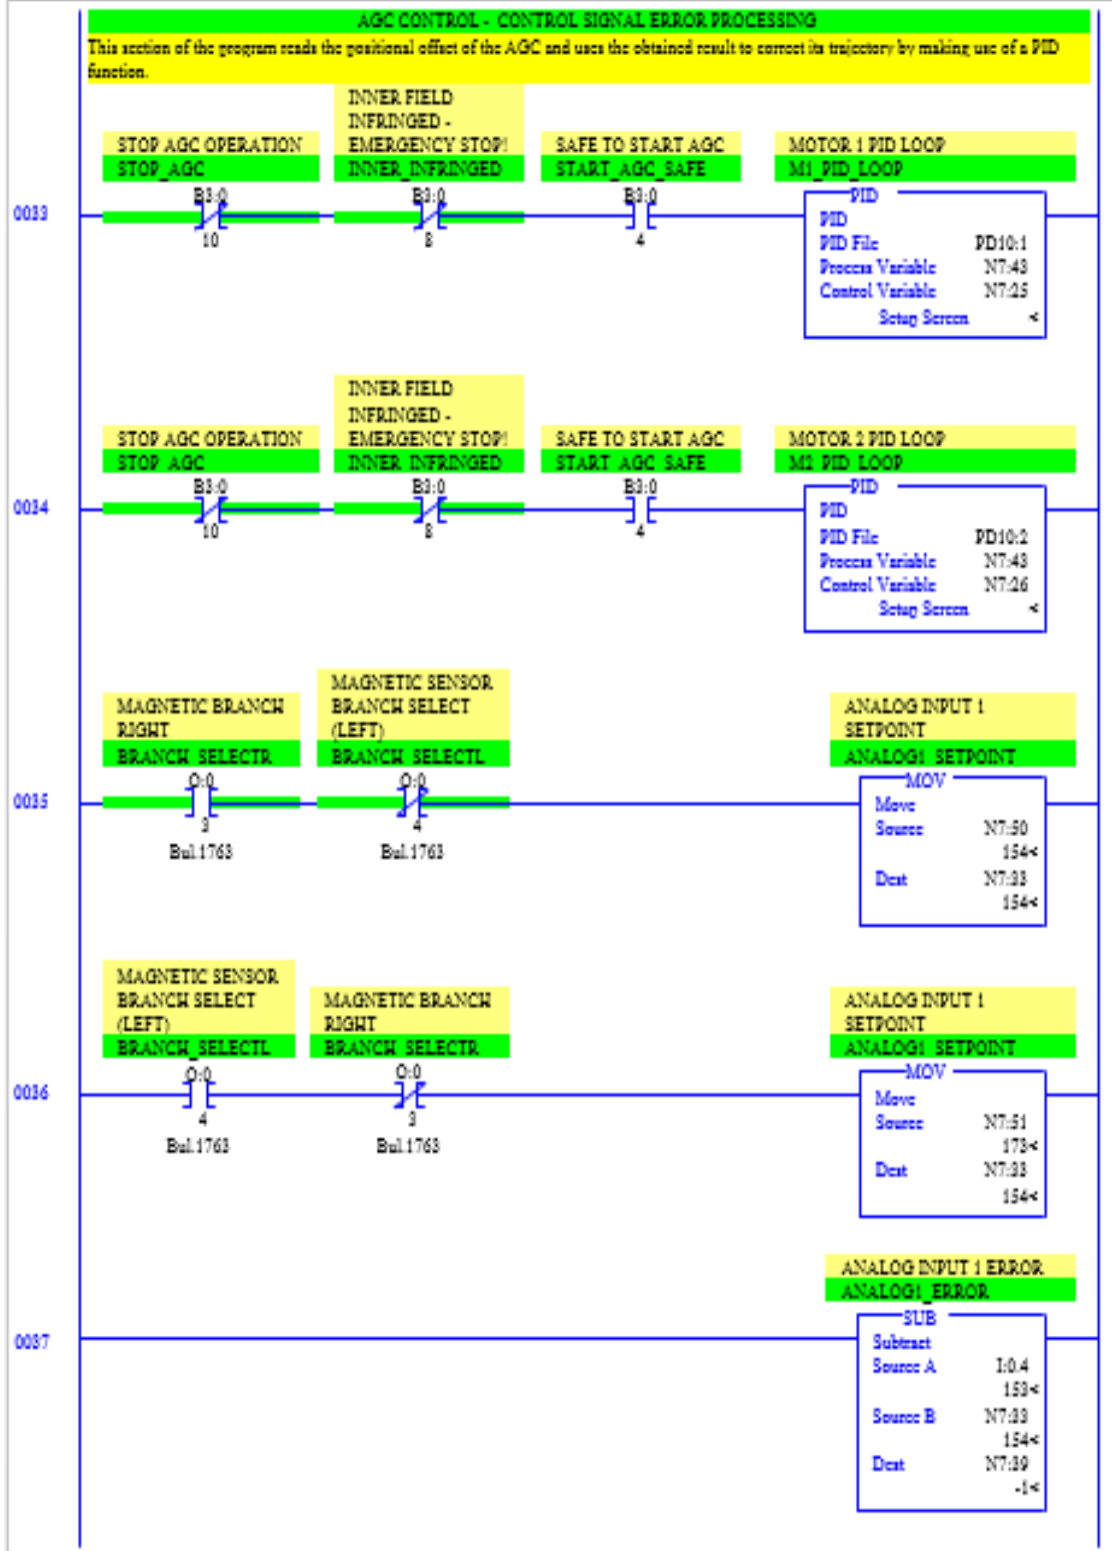 AGC CONTROL - CONTROL SIGNAL ERROR PROCESSING
This section of the program reads the positional offset of the AGC and uses the obtained result to correct its trajectory by making use of a PID
function.
STOP AGC OPERATION
STOP_AGC
B3:0
10
INNER FIELD
INFRINGED -
EMERGENCY STOP!
INNER_INFRINGED
B3:0
8
SAFE TO START AGC
START_AGC_SAFE
B3:0
4
MOTOR 1 PID LOOP
M1_PID_LOOP
0033
PID
PID
PID File PD10:1
Process Variable N7:43
Control Variable N7:25
Setup Screen <
STOP AGC OPERATION
STOP_AGC
B3:0
10
INNER FIELD
INFRINGED -
EMERGENCY STOP!
INNER_INFRINGED
B3:0
8
SAFE TO START AGC
START_AGC_SAFE
B3:0
4
MOTOR 2 PID LOOP
M2_PID_LOOP
0034
PID
PID
PID File PD10:2
Process Variable N7:43
Control Variable N7:26
Setup Screen <
MAGNETIC BRANCH
RIGHT
BRANCH_SELECTR
O:0
3
Bul.1763
MAGNETIC SENSOR
BRANCH SELECT
(LEFT)
BRANCH_SELECTL
O:0
4
Bul.1763
ANALOG INPUT 1
SETPOINT
ANALOG1_SETPOINT
0035
MOV
Move
Source N7:50
154<
Dest N7:33
154<
MAGNETIC SENSOR
BRANCH SELECT
(LEFT)
BRANCH_SELECTL
O:0
4
Bul.1763
MAGNETIC BRANCH
RIGHT
BRANCH_SELECTR
O:0
3
Bul.1763
ANALOG INPUT 1
SETPOINT
ANALOG1_SETPOINT
0036
MOV
Move
Source N7:51
173<
Dest N7:33
154<
ANALOG INPUT 1 ERROR
ANALOG1_ERROR
0037
SUB
Subtract
Source A I:0.4
153<
Source B N7:33
154<
Dest N7:39
-1<